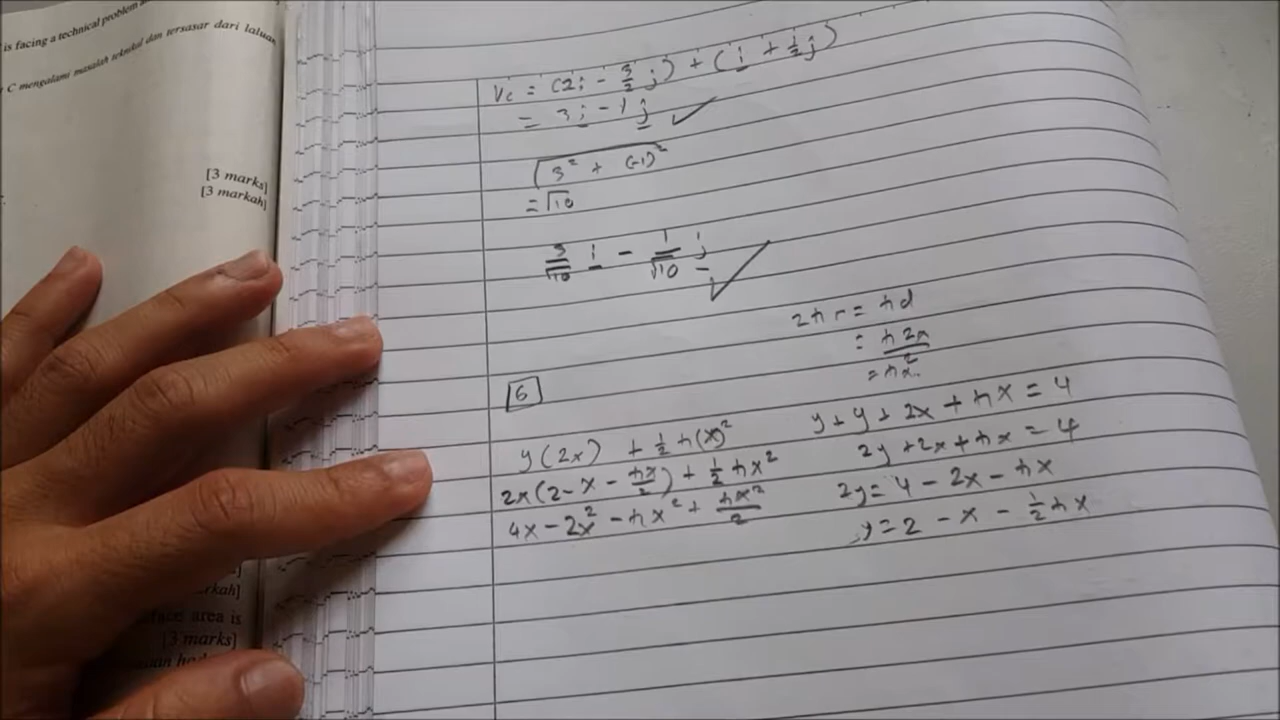 is facing a technical problem
C mengalami masalah teknikal dan tersasar dari laluan
[3 marks]
[3 markah]
rkah]
area is
[3 marks]
Vc = (2i - 3/2 j) + (i + 1/2 j)
= 3i - 1j ✓
√(3² + (-1)²)
= √10
3/√10 i - 1/√10 j ✓
2πr = πd
= π2x/2
= πx
6
y(2x) + 1/2 π(x)²
2x(2 - x - πx/2) + 1/2 πx²
4x - 2x² - πx² + πx²/2
y + y + 2x + πx = 4
2y + 2x + πx = 4
2y = 4 - 2x - πx
y = 2 - x - 1/2 πx